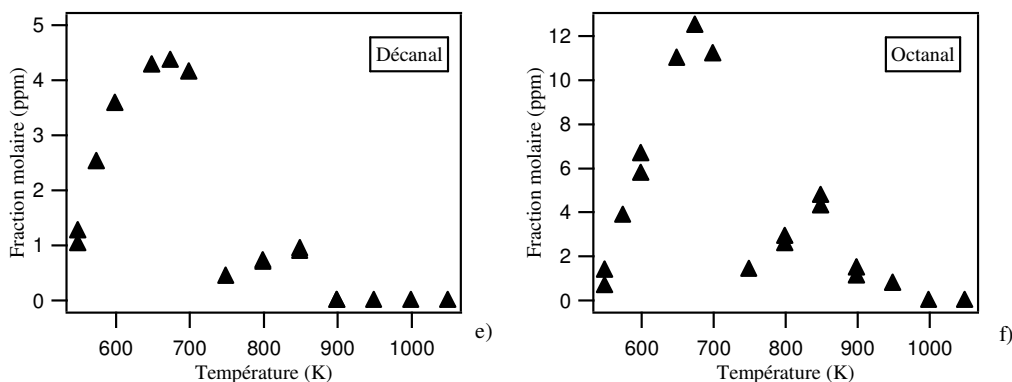 5
4
3
2
1
0
Fraction molaire (ppm)
Décanal
600
700
800
900
1000
Température (K)
e)
12
10
8
6
4
2
0
Fraction molaire (ppm)
Octanal
600
700
800
900
1000
Température (K)
f)